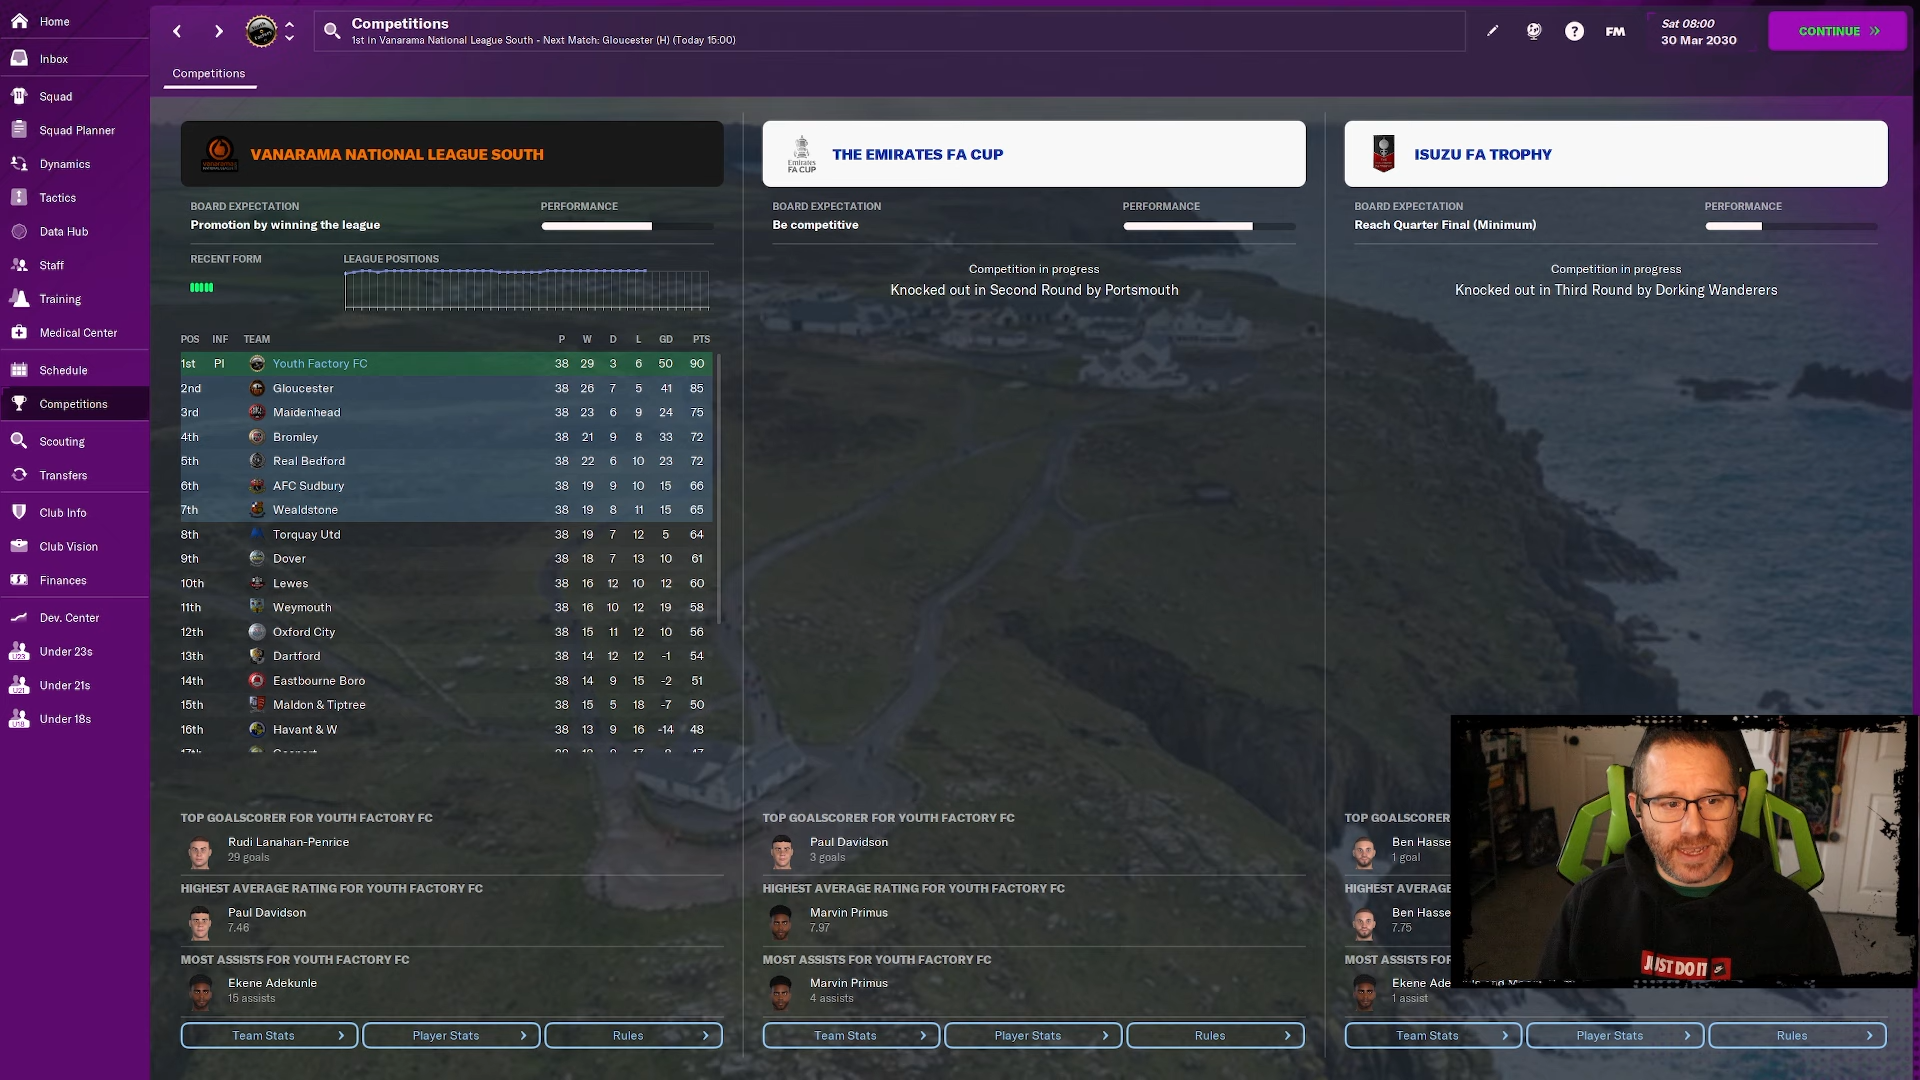 Home
Inbox
Squad
Squad Planner
Dynamics
Tactics
Data Hub
Staff
Training
Medical Center
Schedule
Competitions
Scouting
Transfers
Club Info
Club Vision
Finances
Dev. Center
Under 23s
Under 21s
Under 18s
Competitions
1st in Vanarama National League South - Next Match: Gloucester (H) (Today 15:00)
FM
Sat 08:00
30 Mar 2030
CONTINUE
Competitions
VANARAMA NATIONAL LEAGUE SOUTH
BOARD EXPECTATION PERFORMANCE
Promotion by winning the league
RECENT FORM LEAGUE POSITIONS
POS INF TEAM P W D L GD PTS
1st PI Youth Factory FC 38 29 3 6 50 90
2nd Gloucester 38 26 7 5 41 85
3rd Maidenhead 38 23 6 9 24 75
4th Bromley 38 21 9 8 33 72
5th Real Bedford 38 22 6 10 23 72
6th AFC Sudbury 38 19 9 10 15 66
7th Wealdstone 38 19 8 11 15 65
8th Torquay Utd 38 19 7 12 5 64
9th Dover 38 18 7 13 10 61
10th Lewes 38 16 12 10 12 60
11th Weymouth 38 16 10 12 19 58
12th Oxford City 38 15 11 12 10 56
13th Dartford 38 14 12 12 -1 54
14th Eastbourne Boro 38 14 9 15 -2 51
15th Maldon & Tiptree 38 15 5 18 -7 50
16th Havant & W 38 13 9 16 -14 48
TOP GOALSCORER FOR YOUTH FACTORY FC
Rudi Lanahan-Penrice
29 goals
HIGHEST AVERAGE RATING FOR YOUTH FACTORY FC
Paul Davidson
7.46
MOST ASSISTS FOR YOUTH FACTORY FC
Ekene Adekunle
15 assists
Team Stats Player Stats Rules
Emirates
FA CUP
THE EMIRATES FA CUP
BOARD EXPECTATION PERFORMANCE
Be competitive
Competition in progress
Knocked out in Second Round by Portsmouth
TOP GOALSCORER FOR YOUTH FACTORY FC
Paul Davidson
3 goals
HIGHEST AVERAGE RATING FOR YOUTH FACTORY FC
Marvin Primus
7.97
MOST ASSISTS FOR YOUTH FACTORY FC
Marvin Primus
4 assists
Team Stats Player Stats Rules
ISUZU FA TROPHY
BOARD EXPECTATION PERFORMANCE
Reach Quarter Final (Minimum)
Competition in progress
Knocked out in Third Round by Dorking Wanderers
TOP GOALSCORER
Ben Hasse
1 goal
HIGHEST AVERAGE
Ben Hasse
7.75
MOST ASSISTS FOR
Ekene Ade
1 assist
Team Stats Player Stats Rules
JUST DO IT